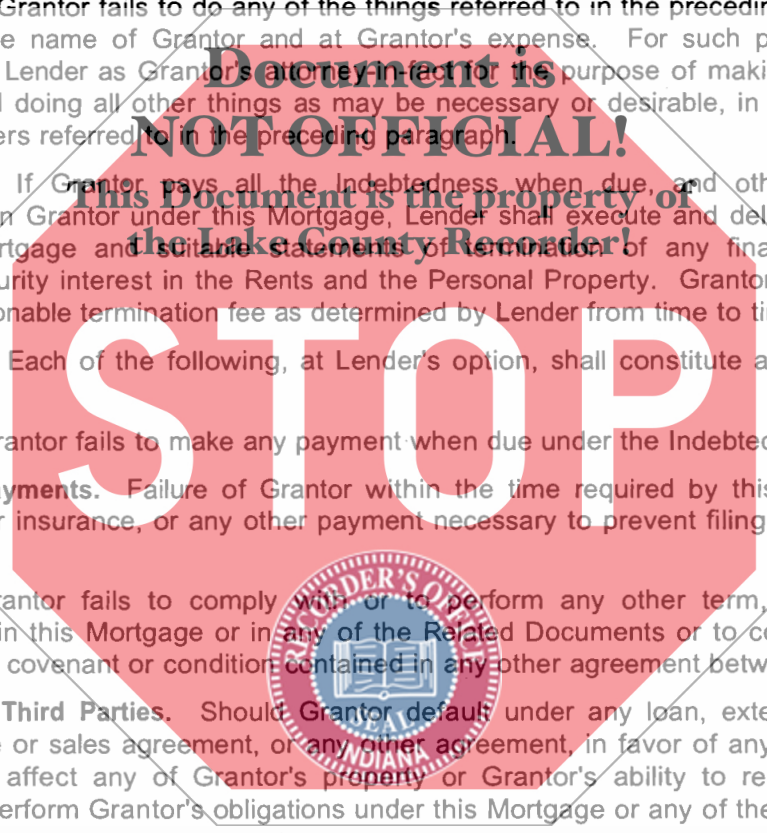 Grantor fails to do any of the things referred to in the precedin
e name of Grantor and at Grantor's expense. For such p
Lender as Grantor's attorney-in-fact for the purpose of maki
doing all other things as may be necessary or desirable, in
ers referred to in the preceding paragraph.
Document is
NOT OFFICIAL!
This Document is the property of
the Lake County Recorder!
If Grantor pays all the Indebtedness when due, and oth
n Grantor under this Mortgage, Lender shall execute and del
rtgage and suitable statements of termination of any fina
urity interest in the Rents and the Personal Property. Grantor
onable termination fee as determined by Lender from time to ti
STOP
Each of the following, at Lender's option, shall constitute a
rantor fails to make any payment when due under the Indebted
yments. Failure of Grantor within the time required by this
r insurance, or any other payment necessary to prevent filing
rantor fails to comply with or to perform any other term,
in this Mortgage or in any of the Related Documents or to co
covenant or condition contained in any other agreement betw
Third Parties. Should Grantor default under any loan, exte
e or sales agreement, or any other agreement, in favor of any
affect any of Grantor's property or Grantor's ability to re
erform Grantor's obligations under this Mortgage or any of the
RECORDER'S OFFICE
SEAL
INDIANA